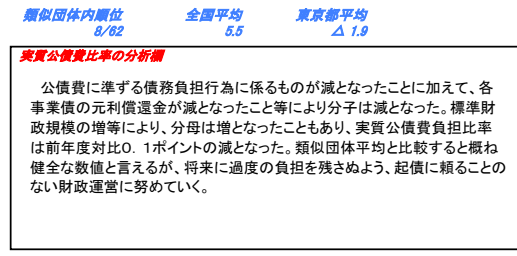 類似団体内順位 全国平均 東京都平均
8/62 5.5 △ 1.9
実質公債費比率の分析欄
公債費に準ずる債務負担行為に係るものが減となったことに加えて、各
事業債の元利償還金が減となったこと等により分子は減となった。標準財
政規模の増等により、分母は増となったこともあり、実質公債費負担比率
は前年度対比0．1ポイントの減となった。類似団体平均と比較すると概ね
健全な数値と言えるが、将来に過度の負担を残さぬよう、起債に頼ることの
ない財政運営に努めていく。